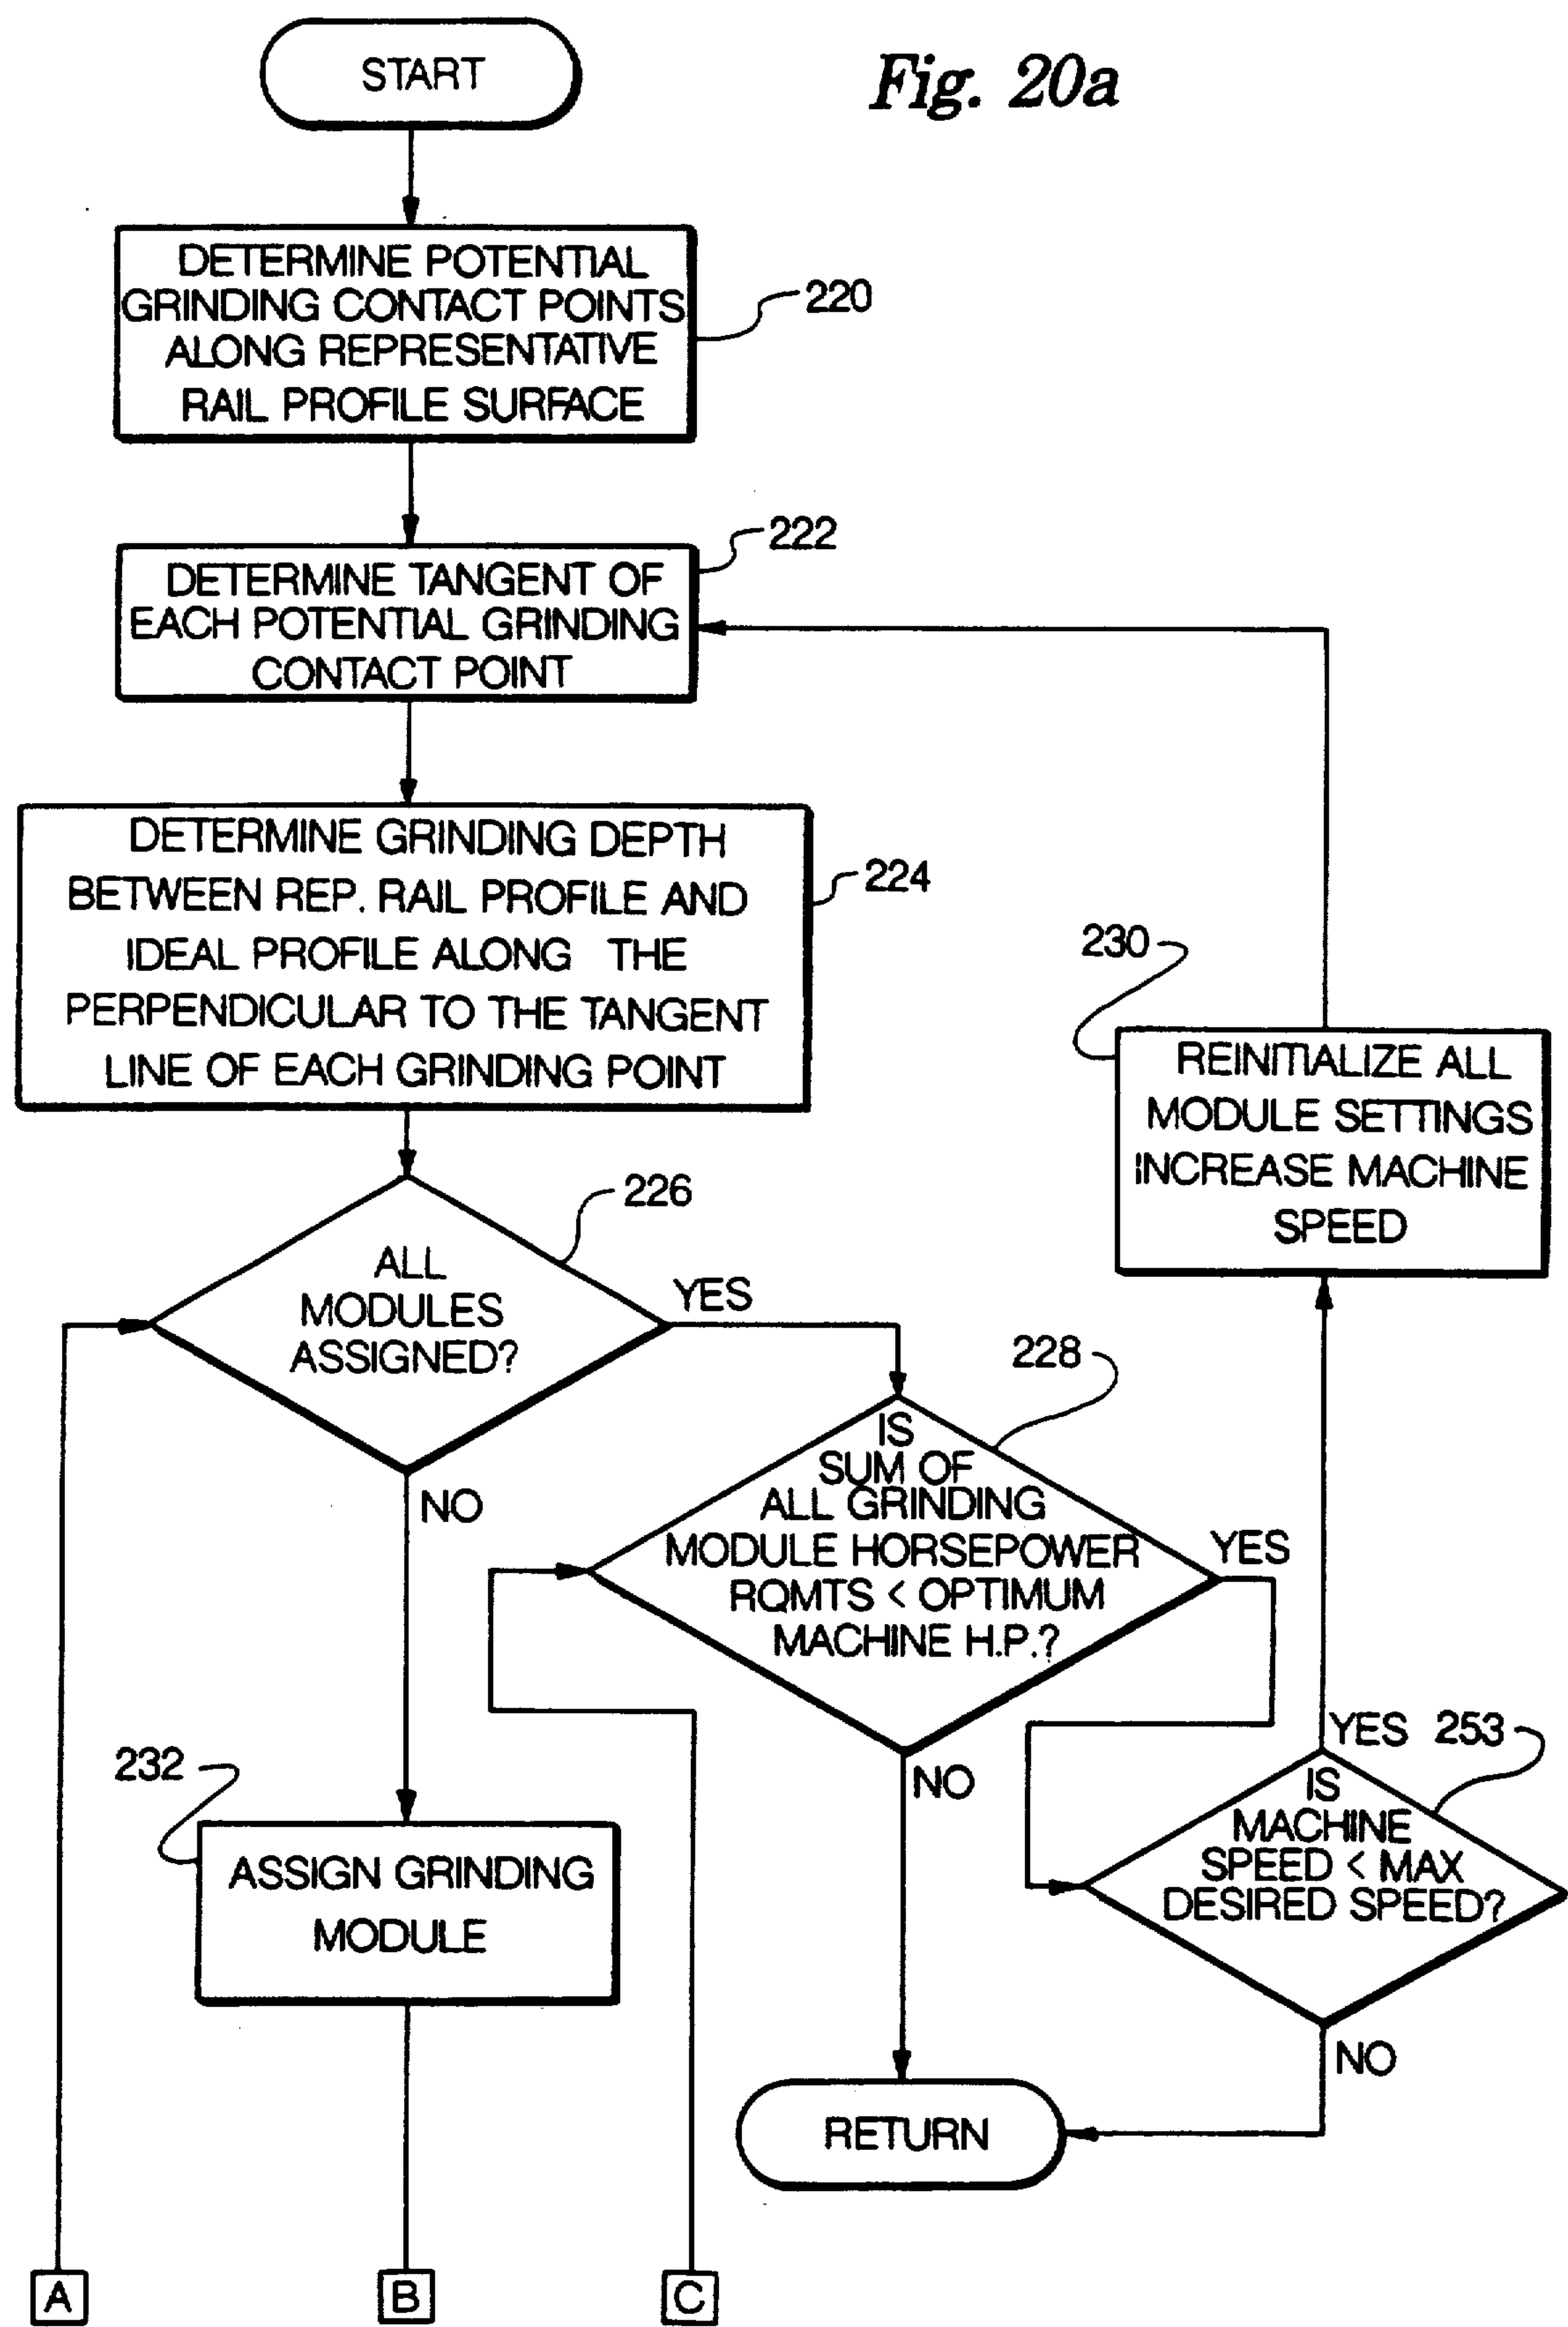 START
Fig. 20a
DETERMINE POTENTIAL
GRINDING CONTACT POINTS
ALONG REPRESENTATIVE
RAIL PROFILE SURFACE
220
222
DETERMINE TANGENT OF
EACH POTENTIAL GRINDING
CONTACT POINT
DETERMINE GRINDING DEPTH
BETWEEN REP. RAIL PROFILE AND
IDEAL PROFILE ALONG THE
PERPENDICULAR TO THE TANGENT
LINE OF EACH GRINDING POINT
224
230
REINITIALIZE ALL
MODULE SETTINGS
INCREASE MACHINE
SPEED
226
ALL
MODULES
ASSIGNED?
YES
NO
228
IS
SUM OF
ALL GRINDING
MODULE HORSEPOWER
RQMTS < OPTIMUM
MACHINE H.P.?
YES
NO
YES
253
IS
MACHINE
SPEED < MAX
DESIRED SPEED?
NO
232
ASSIGN GRINDING
MODULE
RETURN
A
B
C